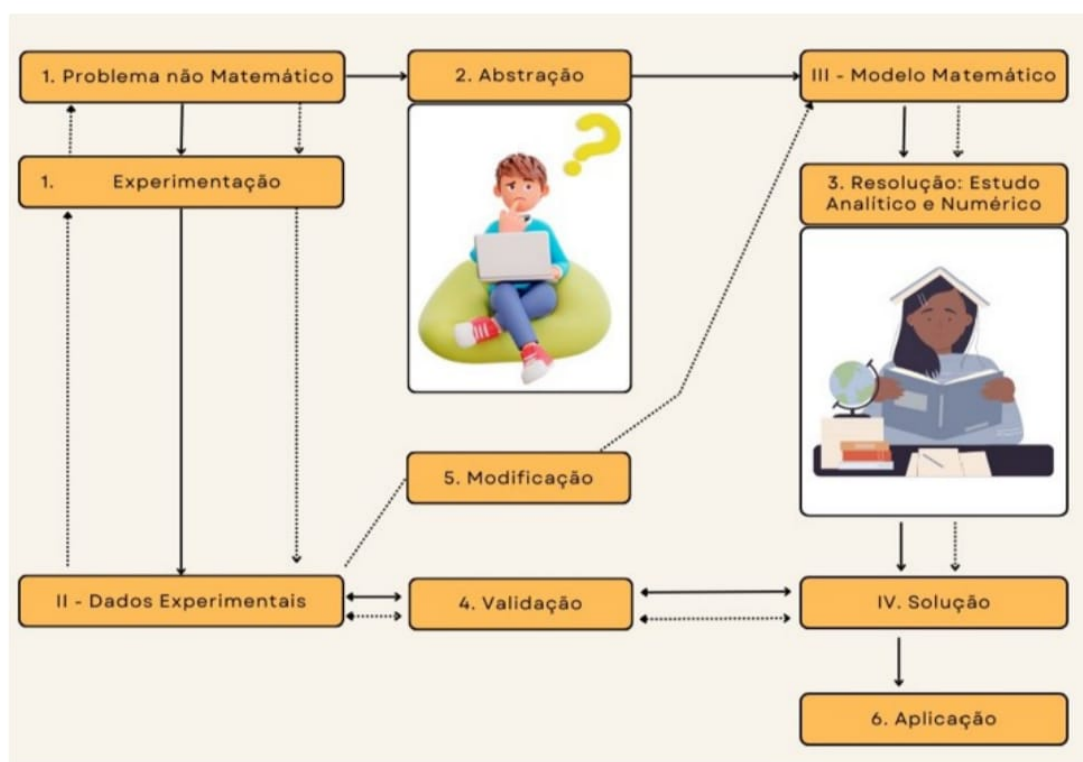 1. Problema não Matemático
2. Abstração
III - Modelo Matemático
1. Experimentação
3. Resolução: Estudo
Analítico e Numérico
5. Modificação
II - Dados Experimentais
4. Validação
IV. Solução
6. Aplicação